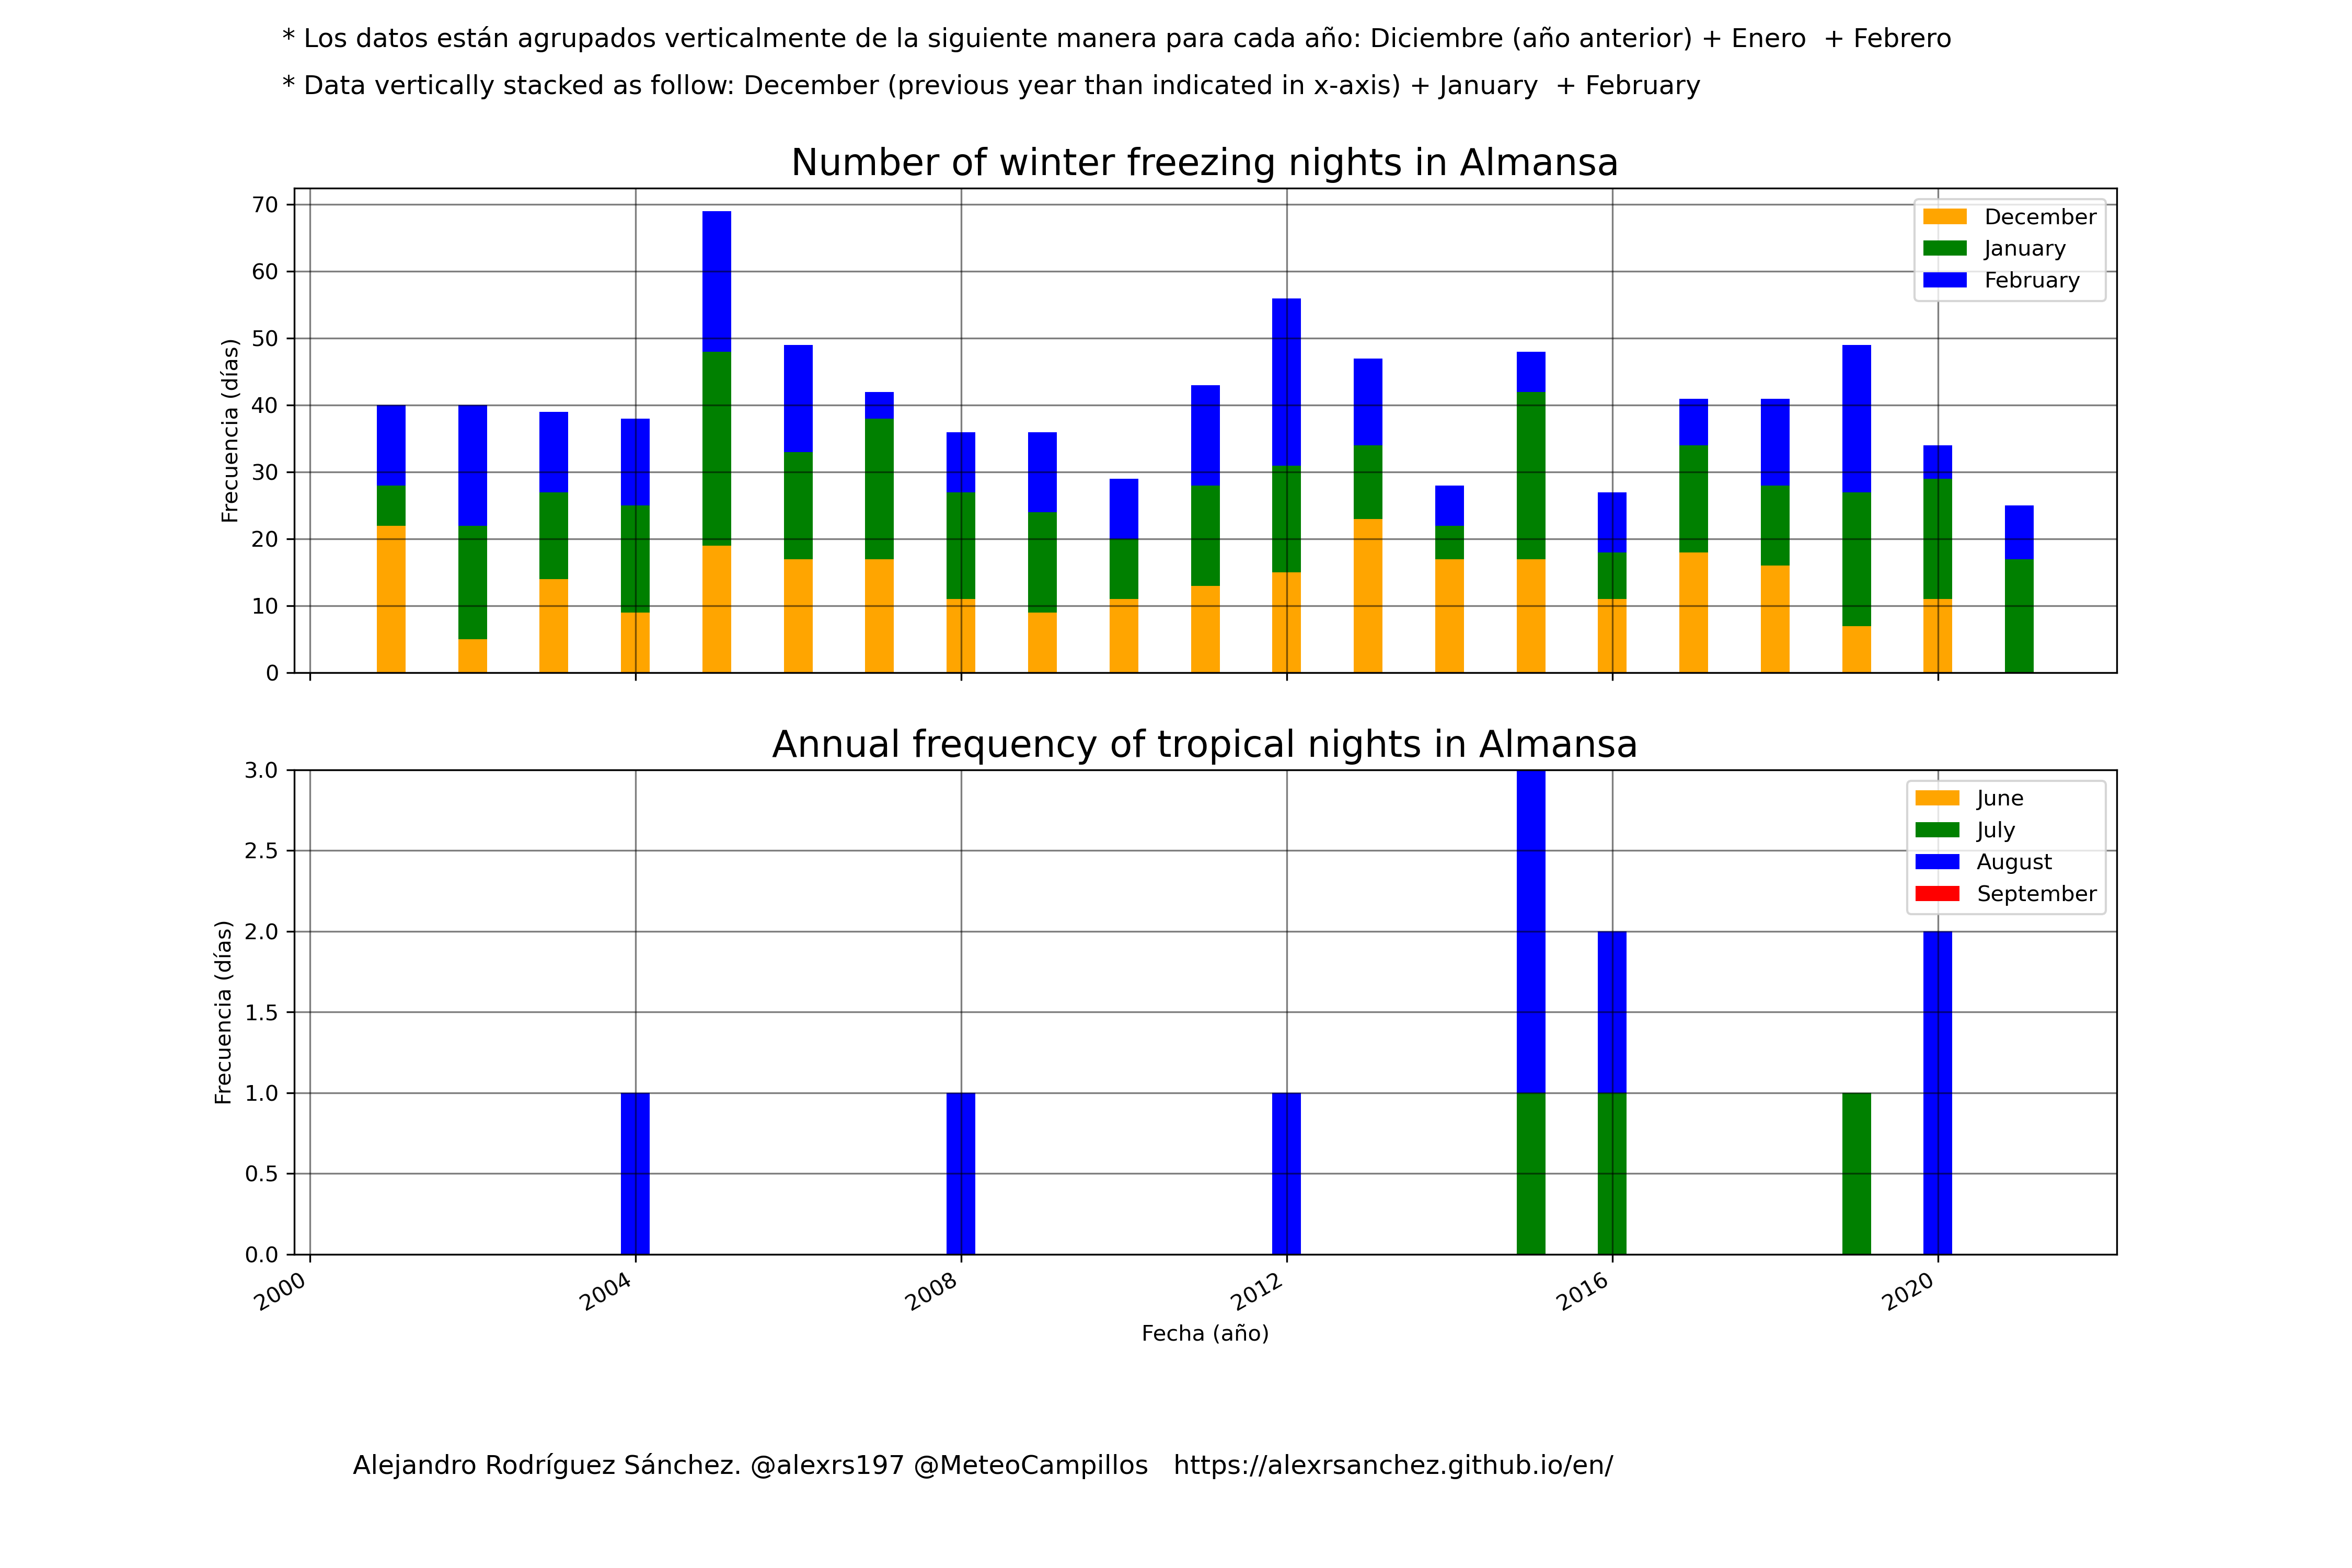 * Los datos están agrupados verticalmente de la siguiente manera para cada año: Diciembre (año anterior) + Enero  + Febrero
* Data vertically stacked as follow: December (previous year than indicated in x-axis) + January  + February
Number of winter freezing nights in Almansa
Frecuencia (días)
70
60
50
40
30
20
10
0
December
January
February
Annual frequency of tropical nights in Almansa
Frecuencia (días)
3.0
2.5
2.0
1.5
1.0
0.5
0.0
June
July
August
September
2000
2004
2008
2012
2016
2020
Fecha (año)
Alejandro Rodríguez Sánchez. @alexrs197 @MeteoCampillos   https://alexrsanchez.github.io/en/